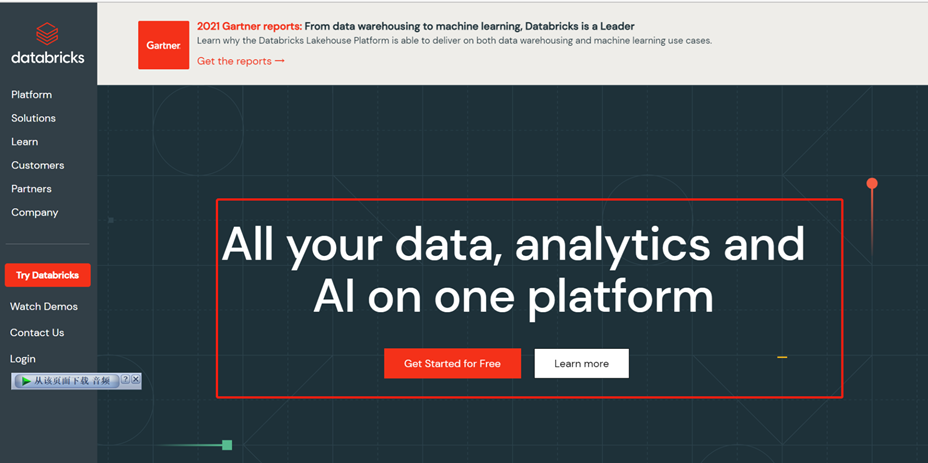 databricks
Platform
Solutions
Learn
Customers
Partners
Company
Try Databricks
Watch Demos
Contact Us
Login
从该页面下载 音频 ? X
Gartner
2021 Gartner reports: From data warehousing to machine learning, Databricks is a Leader
Learn why the Databricks Lakehouse Platform is able to deliver on both data warehousing and machine learning use cases.
Get the reports →
All your data, analytics and
AI on one platform
Get Started for Free
Learn more